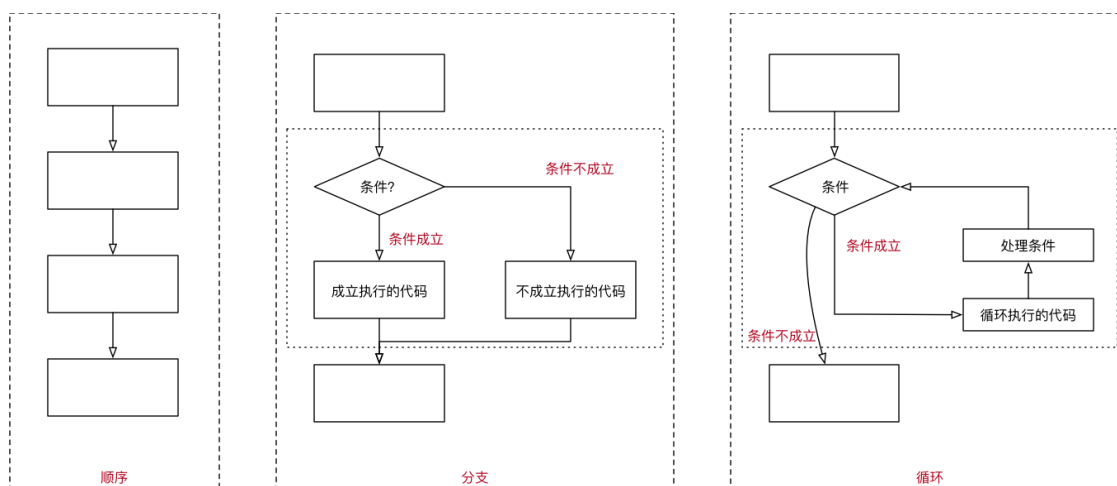 顺序
条件?
条件不成立
条件成立
成立执行的代码
不成立执行的代码
分支
条件
条件成立
处理条件
循环执行的代码
条件不成立
循环